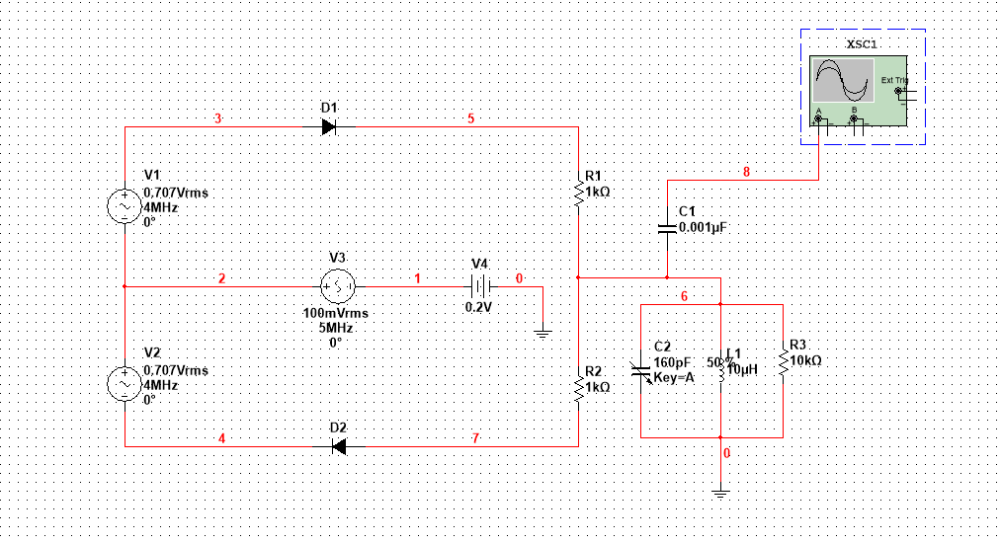 XSC1
Ext Trig
+
A
B
+ _ + _
8
D1
3
5
V1
0.707Vrms
4MHz
0°
R1
1kΩ
C1
0.001µF
V3
V4
2
1
0
100mVrms
5MHz
0°
0.2V
6
V2
0.707Vrms
4MHz
0°
C2
160pF
Key=A
50 %
L1
10µH
R3
10kΩ
R2
1kΩ
D2
4
7
0